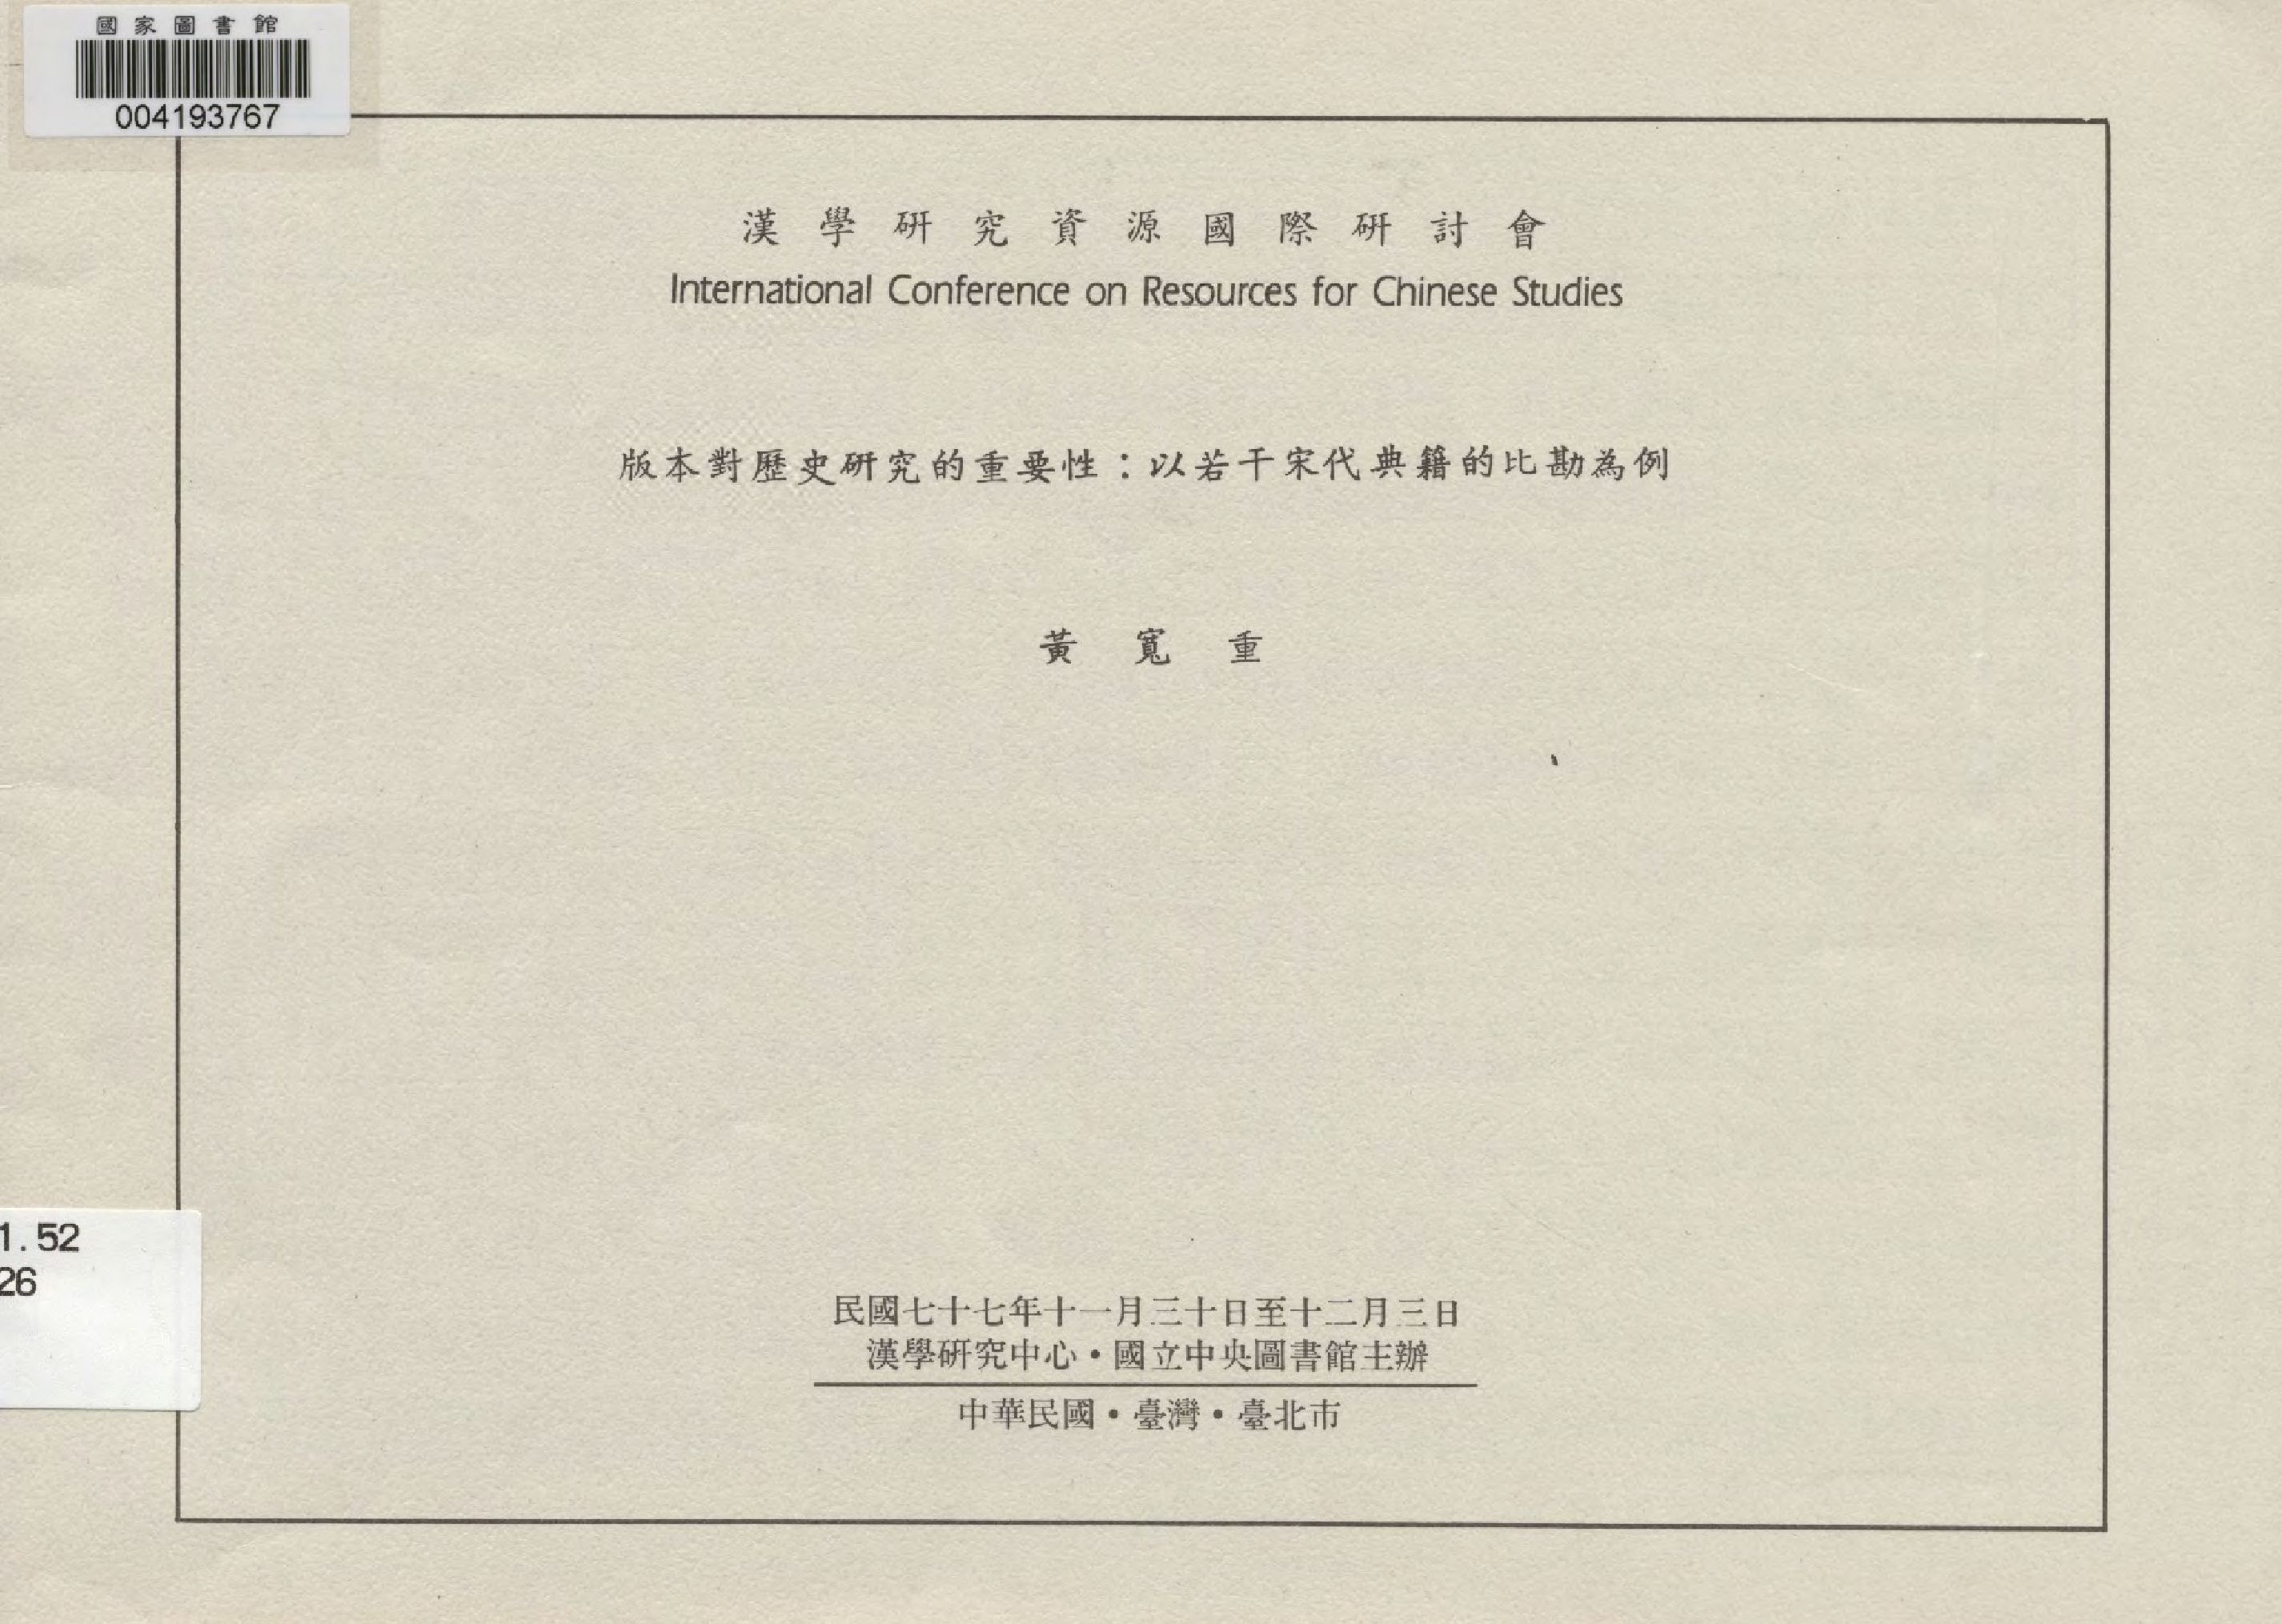 國家圖書館
004193767
漢學研究資源國際研討會
International Conference on Resources for Chinese Studies
版本對歷史研究的重要性：以若干宋代典籍的比勘為例
黃寬重
1.52
26
民國七十七年十一月三十日至十二月三日
漢學研究中心•國立中央圖書館主辦
中華民國•臺灣•臺北市